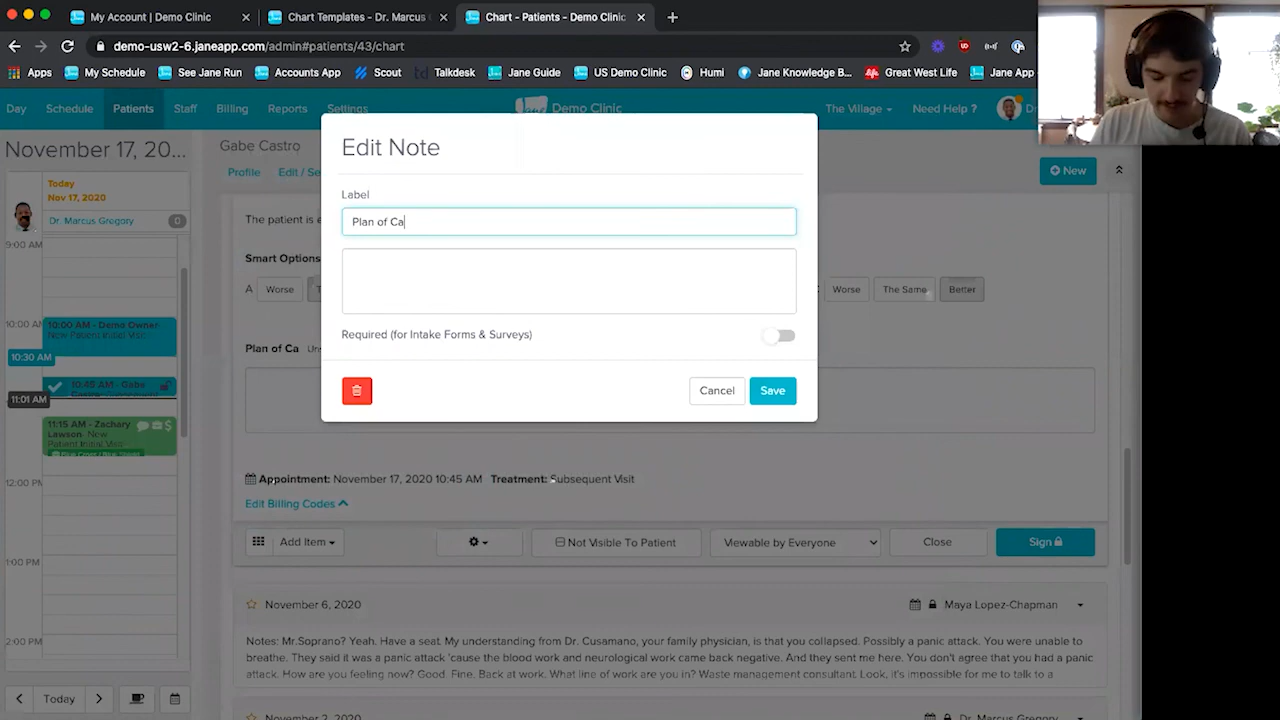 My Account | Demo Clinic
Chart Templates - Dr. Marcus
Chart - Patients - Demo Clinic
demo-usw2-6.janeapp.com/admin#patients/43/chart
Apps My Schedule See Jane Run Accounts App Scout Talkdesk Jane Guide US Demo Clinic Humi Jane Knowledge B... Great West Life Jane App -
Day Schedule Patients Staff Billing Reports Settings Demo Clinic The Village Need Help ?
November 17, 20...
Gabe Castro
Profile
New
Today
Nov 17, 2020
Dr. Marcus Gregory 0
9:00 AM
10:00 AM
10:00 AM - Demo Owner-
New Patient Initial Visit
10:30 AM
10:45 AM - Gabe
11:01 AM
11:15 AM - Zachary
Lawson- New
Patient Initial Visit
12:00 PM
1:00 PM
2:00 PM
Today
Edit Note
Label
Plan of Ca
Required (for Intake Forms & Surveys)
Cancel Save
The patient is e
Smart Options
A Worse Worse The Same Better
Plan of Ca
Appointment: November 17, 2020 10:45 AM Treatment: Subsequent Visit
Edit Billing Codes
Add Item Not Visible To Patient Viewable by Everyone Close Sign
November 6, 2020 Maya Lopez-Chapman
Notes: Mr.Soprano? Yeah. Have a seat. My understanding from Dr. Cusamano, your family physician, is that you collapsed. Possibly a panic attack. You were unable to
breathe. They said it was a panic attack 'cause the blood work and neurological work came back negative. And they sent me here. You don't agree that you had a panic
attack. How are you feeling now? Good. Fine. Back at work. What line of work are you in? Waste management consultant. Look, it's impossible for me to talk to a
November 2, 2020 Dr. Marcus Gregory